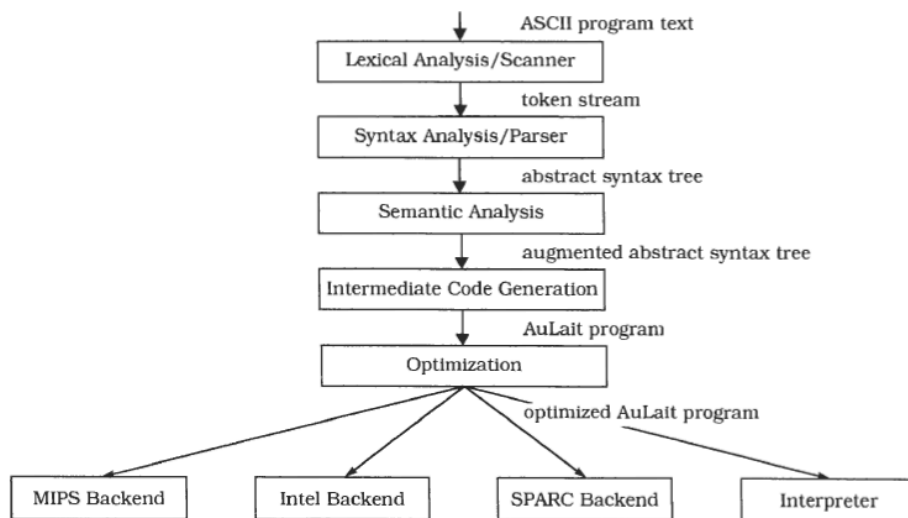 ASCII program text
Lexical Analysis/Scanner
token stream
Syntax Analysis/Parser
abstract syntax tree
Semantic Analysis
augmented abstract syntax tree
Intermediate Code Generation
AuLait program
Optimization
optimized AuLait program
MIPS Backend
Intel Backend
SPARC Backend
Interpreter